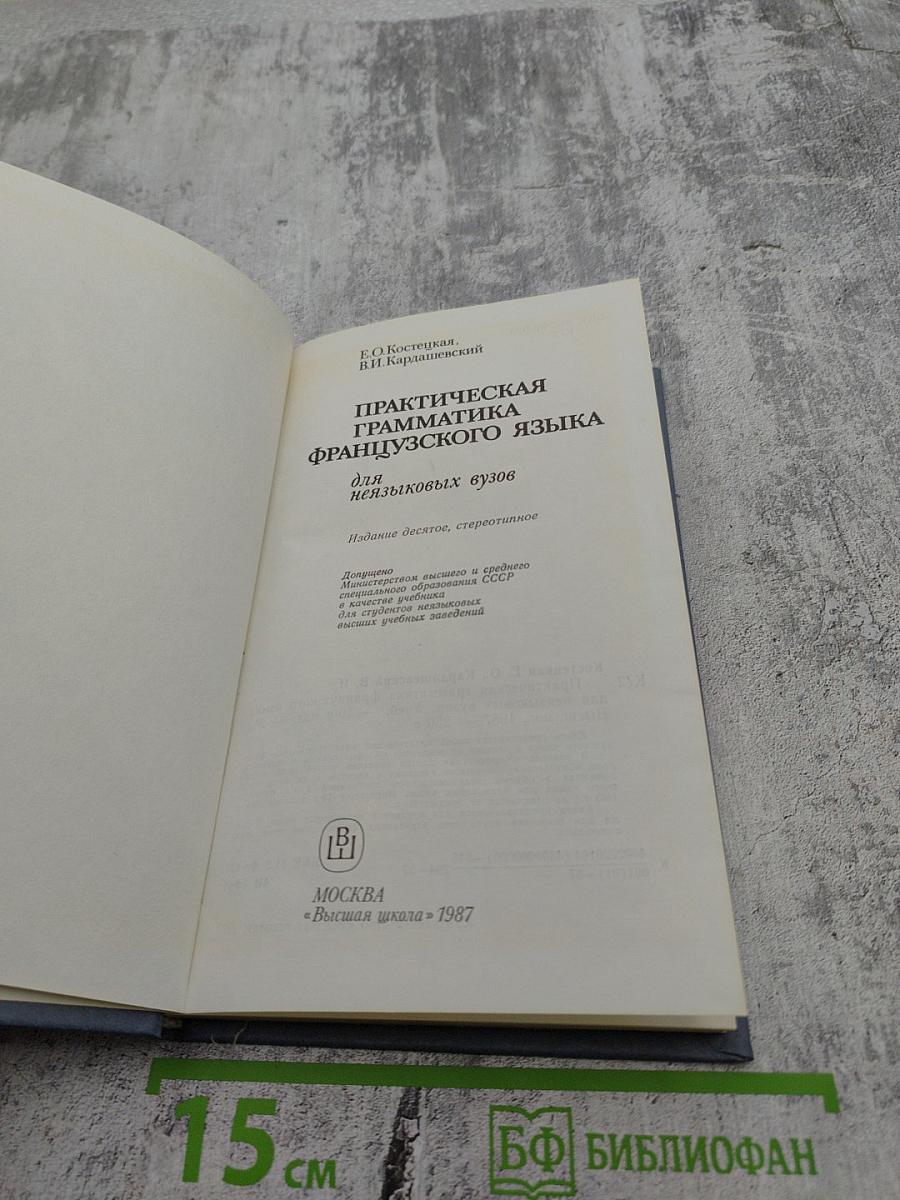 Е.О.Костецкая,
В.И.Кардашевский
ПРАКТИЧЕСКАЯ
ГРАММАТИКА
ФРАНЦУЗСКОГО ЯЗЫКА
для
неязыковых вузов
Издание десятое, стереотипное
Допущено
Министерством высшего и среднего
специального образования СССР
в качестве учебника
для студентов неязыковых
высших учебных заведений
В
Ш
МОСКВА
«Высшая школа» 1987
15 см
БФ БИБЛИОФАН